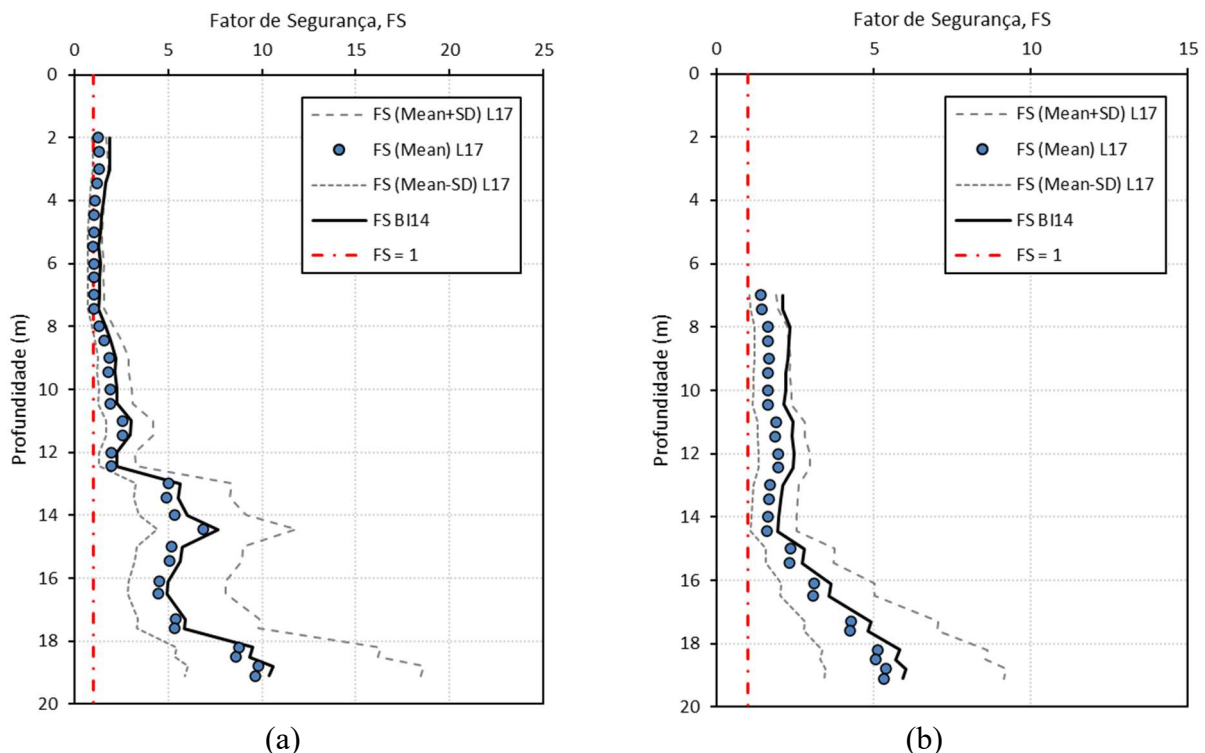 Fator de Segurança, FS
0 5 10 15 20 25
0
2
4
6
8
10
12
14
16
18
20
Profundidade (m)
FS (Mean+SD) L17
FS (Mean) L17
FS (Mean-SD) L17
FS BI14
FS = 1
(a)
Fator de Segurança, FS
0 5 10 15
0
2
4
6
8
10
12
14
16
18
20
Profundidade (m)
FS (Mean+SD) L17
FS (Mean) L17
FS (Mean-SD) L17
FS BI14
FS = 1
(b)